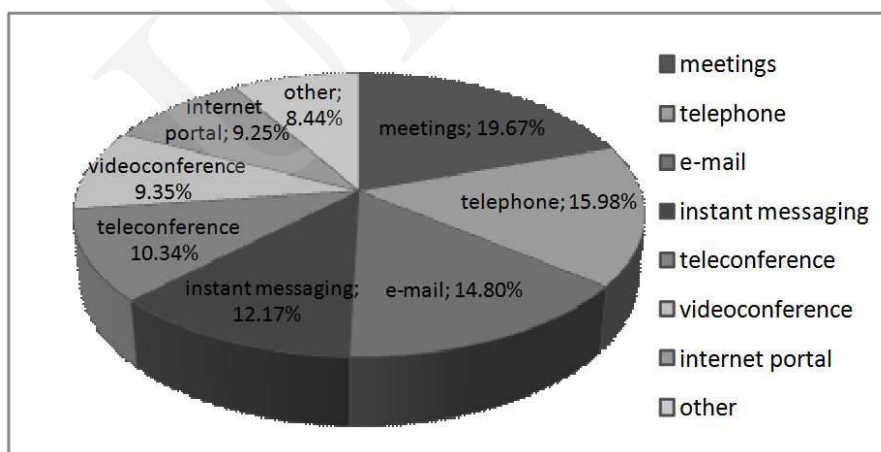 meetings; 19.67%
telephone; 15.98%
e-mail; 14.80%
instant messaging;
12.17%
teleconference
10.34%
videoconference
9.35%
internet
portal; 9.25%
other;
8.44%
meetings
telephone
e-mail
instant messaging
teleconference
videoconference
internet portal
other